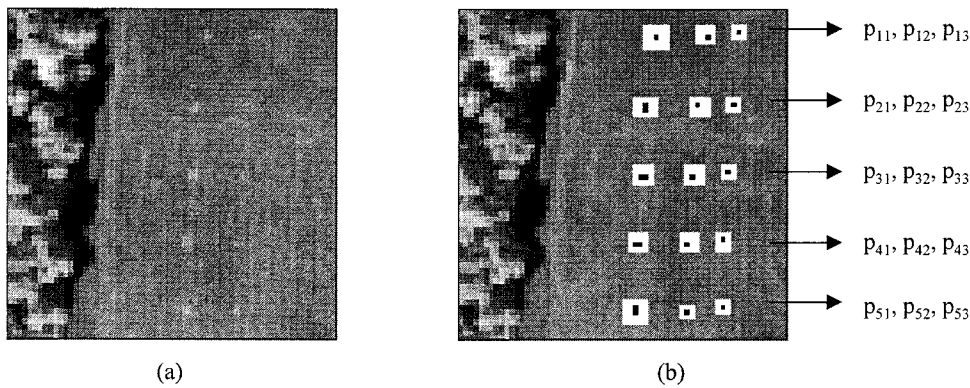 p11, p12, p13
p21, p22, p23
p31, p32, p33
p41, p42, p43
p51, p52, p53
(a)
(b)